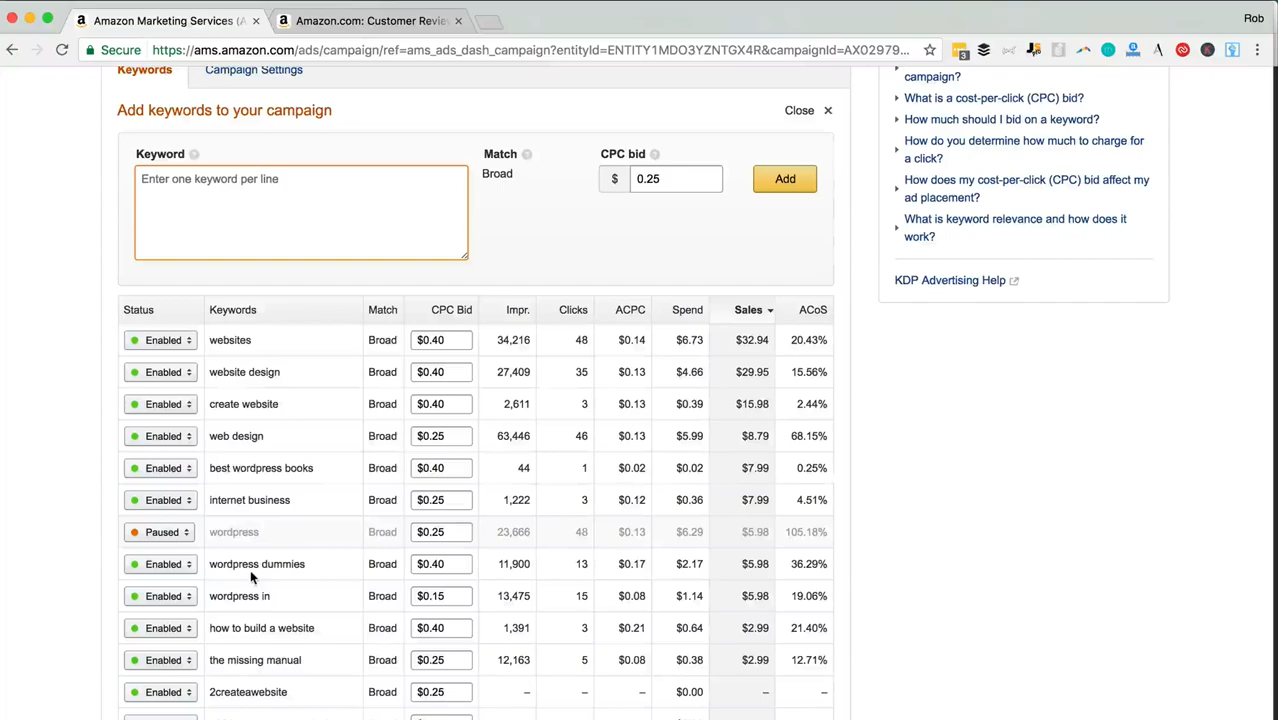 Amazon Marketing Services (A
Amazon.com: Customer Revie
Rob
Secure
https://ams.amazon.com/ads/campaign/ref=ams_ads_dash_campaign?entityId=ENTITY1MDO3YZNTGX4R&campaignId=AX02979...
3
Keywords
Campaign Settings
Add keywords to your campaign
Close
Keyword
Match
CPC bid
Enter one keyword per line
Broad
$
0.25
Add
campaign?
What is a cost-per-click (CPC) bid?
How much should I bid on a keyword?
How do you determine how much to charge for
a click?
How does my cost-per-click (CPC) bid affect my
ad placement?
What is keyword relevance and how does it
work?
KDP Advertising Help
Status Keywords Match CPC Bid Impr. Clicks ACPC Spend Sales ACoS
Enabled websites Broad $0.40 34,216 48 $0.14 $6.73 $32.94 20.43%
Enabled website design Broad $0.40 27,409 35 $0.13 $4.66 $29.95 15.56%
Enabled create website Broad $0.40 2,611 3 $0.13 $0.39 $15.98 2.44%
Enabled web design Broad $0.25 63,446 46 $0.13 $5.99 $8.79 68.15%
Enabled best wordpress books Broad $0.40 44 1 $0.02 $0.02 $7.99 0.25%
Enabled internet business Broad $0.25 1,222 3 $0.12 $0.36 $7.99 4.51%
Paused wordpress Broad $0.25 23,666 48 $0.13 $6.29 $5.98 105.18%
Enabled wordpress dummies Broad $0.40 11,900 13 $0.17 $2.17 $5.98 36.29%
Enabled wordpress in Broad $0.15 13,475 15 $0.08 $1.14 $5.98 19.06%
Enabled how to build a website Broad $0.40 1,391 3 $0.21 $0.64 $2.99 21.40%
Enabled the missing manual Broad $0.25 12,163 5 $0.08 $0.38 $2.99 12.71%
Enabled 2createawebsite Broad $0.25 – – – $0.00 – –